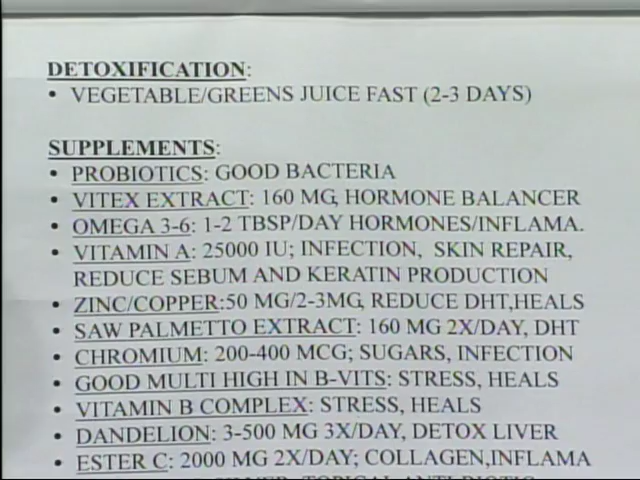 DETOXIFICATION:
• VEGETABLE/GREENS JUICE FAST (2-3 DAYS)
SUPPLEMENTS:
• PROBIOTICS: GOOD BACTERIA
• VITEX EXTRACT: 160 MG, HORMONE BALANCER
• OMEGA 3-6: 1-2 TBSP/DAY HORMONES/INFLAMA.
• VITAMIN A: 25000 IU; INFECTION, SKIN REPAIR,
REDUCE SEBUM AND KERATIN PRODUCTION
• ZINC/COPPER:50 MG/2-3MG, REDUCE DHT,HEALS
• SAW PALMETTO EXTRACT: 160 MG 2X/DAY, DHT
• CHROMIUM: 200-400 MCG; SUGARS, INFECTION
• GOOD MULTI HIGH IN B-VITS: STRESS, HEALS
• VITAMIN B COMPLEX: STRESS, HEALS
• DANDELION: 3-500 MG 3X/DAY, DETOX LIVER
• ESTER C: 2000 MG 2X/DAY; COLLAGEN,INFLAMA